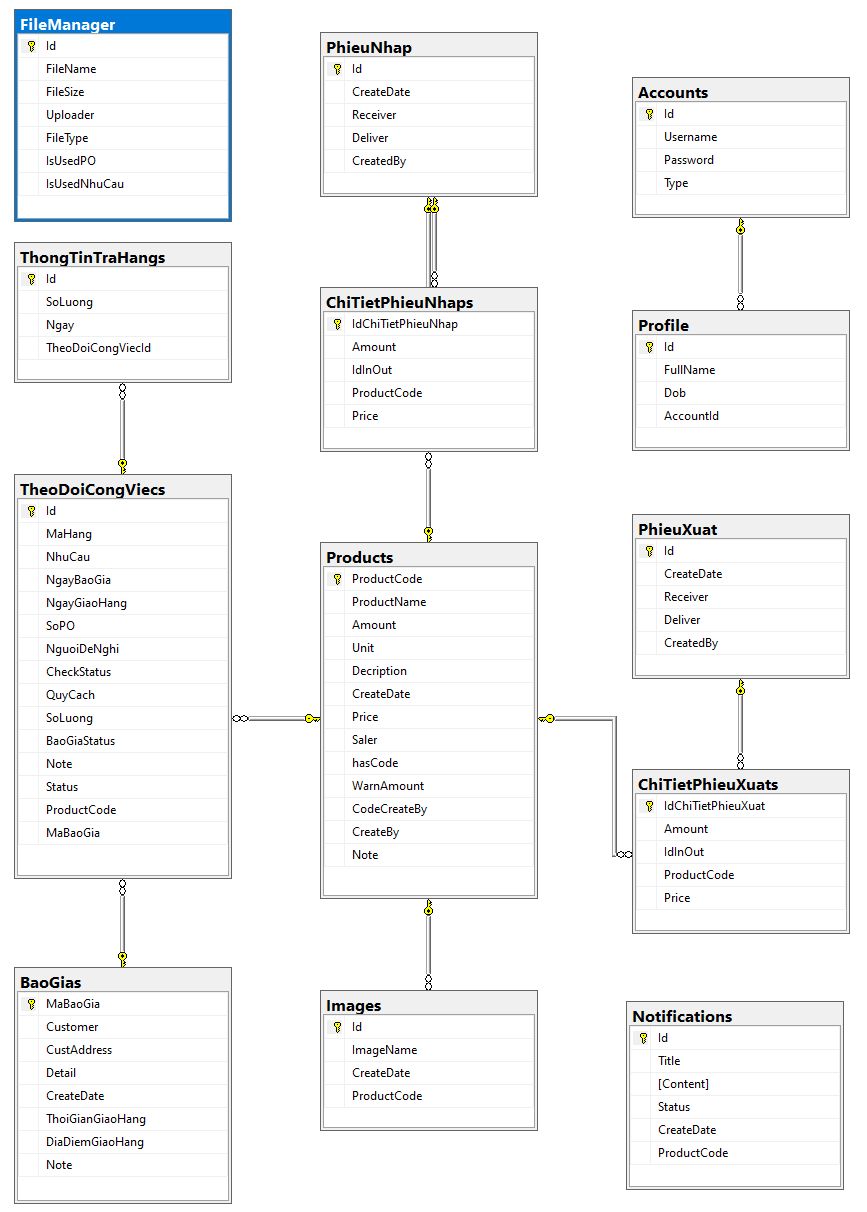 FileManager
Id
FileName
FileSize
Uploader
FileType
IsUsedPO
IsUsedNhuCau
ThongTinTraHangs
Id
SoLuong
Ngay
TheoDoiCongViecId
TheoDoiCongViecs
Id
MaHang
NhuCau
NgayBaoGia
NgayGiaoHang
SoPO
NguoiDeNghi
CheckStatus
QuyCach
SoLuong
BaoGiaStatus
Note
Status
ProductCode
MaBaoGia
BaoGias
MaBaoGia
Customer
CustAddress
Detail
CreateDate
ThoiGianGiaoHang
DiaDiemGiaoHang
Note
PhieuNhap
Id
CreateDate
Receiver
Deliver
CreatedBy
ChiTietPhieuNhaps
IdChiTietPhieuNhap
Amount
IdInOut
ProductCode
Price
Products
ProductCode
ProductName
Amount
Unit
Decription
CreateDate
Price
Saler
hasCode
WarnAmount
CodeCreateBy
CreateBy
Note
Images
Id
ImageName
CreateDate
ProductCode
Accounts
Id
Username
Password
Type
Profile
Id
FullName
Dob
AccountId
PhieuXuat
Id
CreateDate
Receiver
Deliver
CreatedBy
ChiTietPhieuXuats
IdChiTietPhieuXuat
Amount
IdInOut
ProductCode
Price
Notifications
Id
Title
[Content]
Status
CreateDate
ProductCode